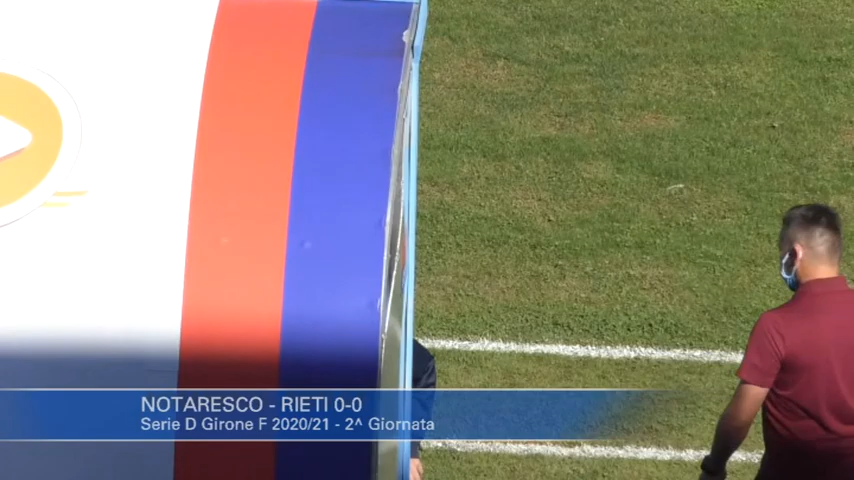 NOTARESCO - RIETI 0-0
Serie D Girone F 2020/21 - 2^ Giornata